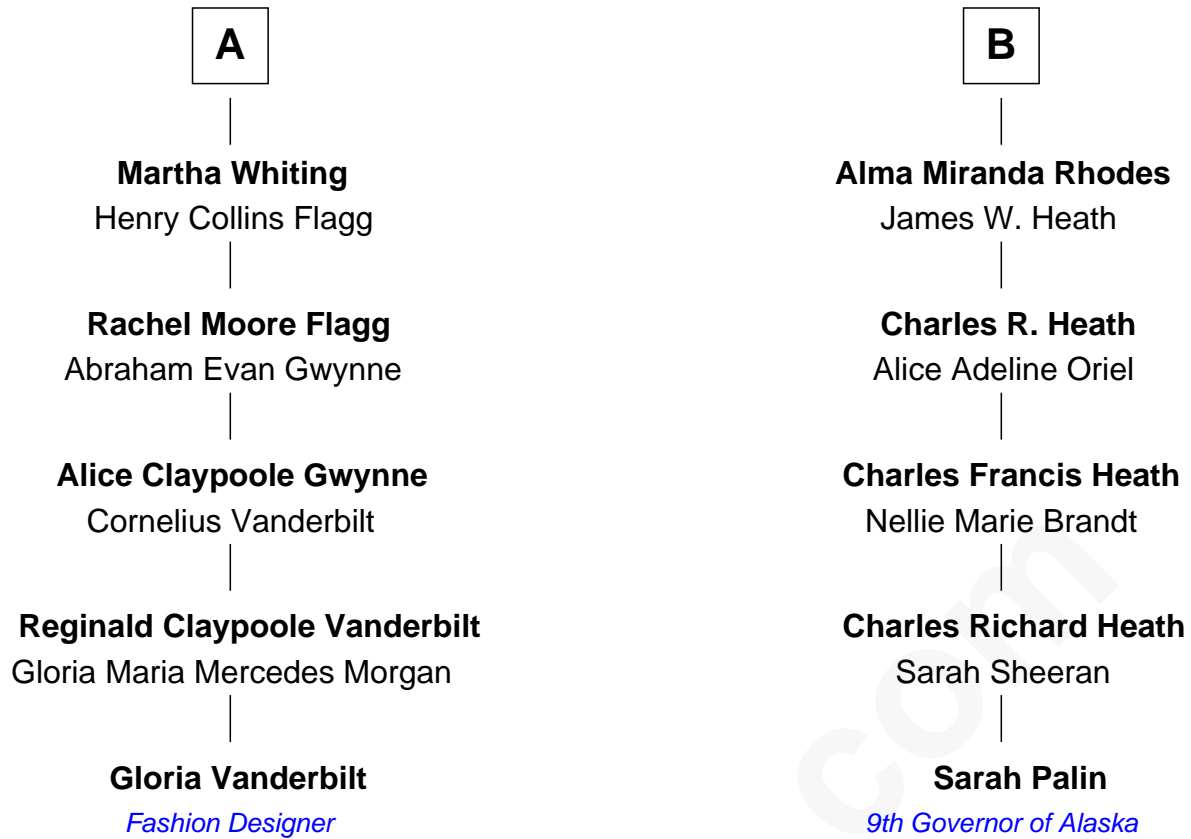 A
Martha Whiting
Henry Collins Flagg
Rachel Moore Flagg
Abraham Evan Gwynne
Alice Claypoole Gwynne
Cornelius Vanderbilt
Reginald Claypoole Vanderbilt
Gloria Maria Mercedes Morgan
Gloria Vanderbilt
Fashion Designer
B
Alma Miranda Rhodes
James W. Heath
Charles R. Heath
Alice Adeline Oriel
Charles Francis Heath
Nellie Marie Brandt
Charles Richard Heath
Sarah Sheeran
Sarah Palin
9th Governor of Alaska
com